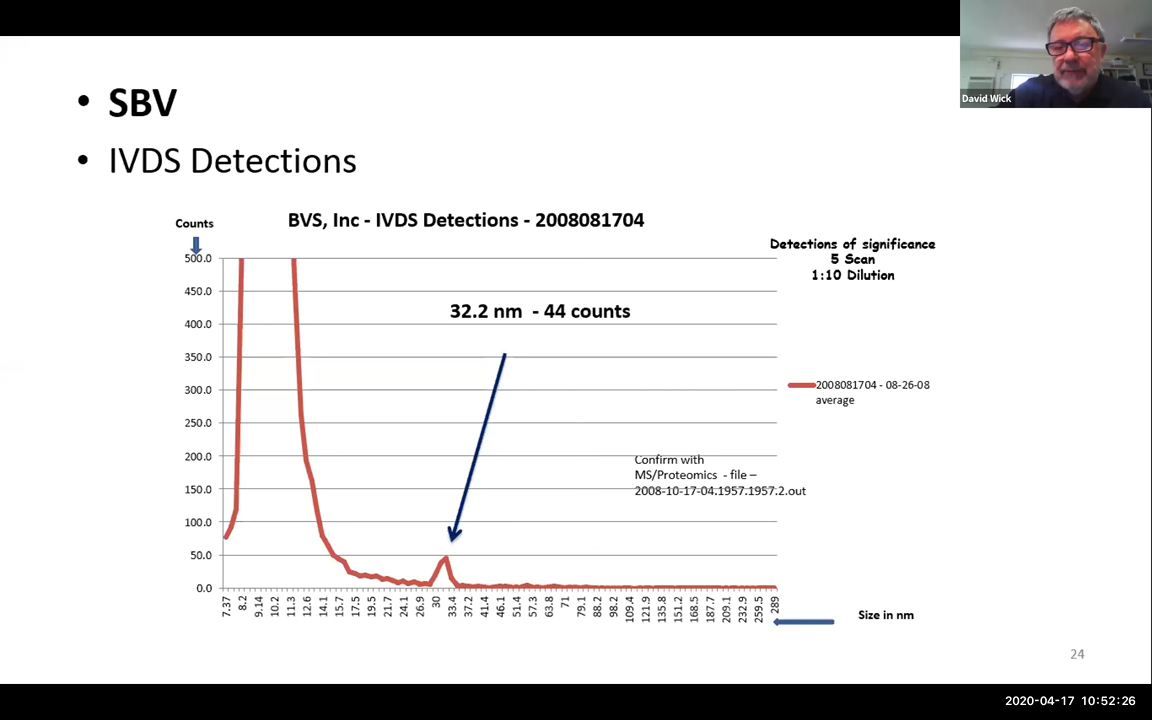 David Wick
• SBV
• IVDS Detections
Counts
BVS, Inc - IVDS Detections - 2008081704
Detections of significance
5 Scan
1:10 Dilution
500.0
450.0
400.0
350.0
300.0
250.0
200.0
150.0
100.0
50.0
0.0
32.2 nm - 44 counts
2008081704 - 08-26-08
average
Confirm with
MS/Proteomics - file –
2008-10-17-04.1957.1957.2.out
7.37 8.2 9.14 10.2 11.3 12.6 14.1 15.7 17.5 19.5 21.7 24.1 26.9 30 33.4 37.2 41.4 46.1 51.4 57.3 63.8 71 79.1 88.2 98.2 109.4 121.9 135.8 151.2 168.5 187.7 209.1 232.9 259.5 289
Size in nm
24
2020-04-17 10:52:26